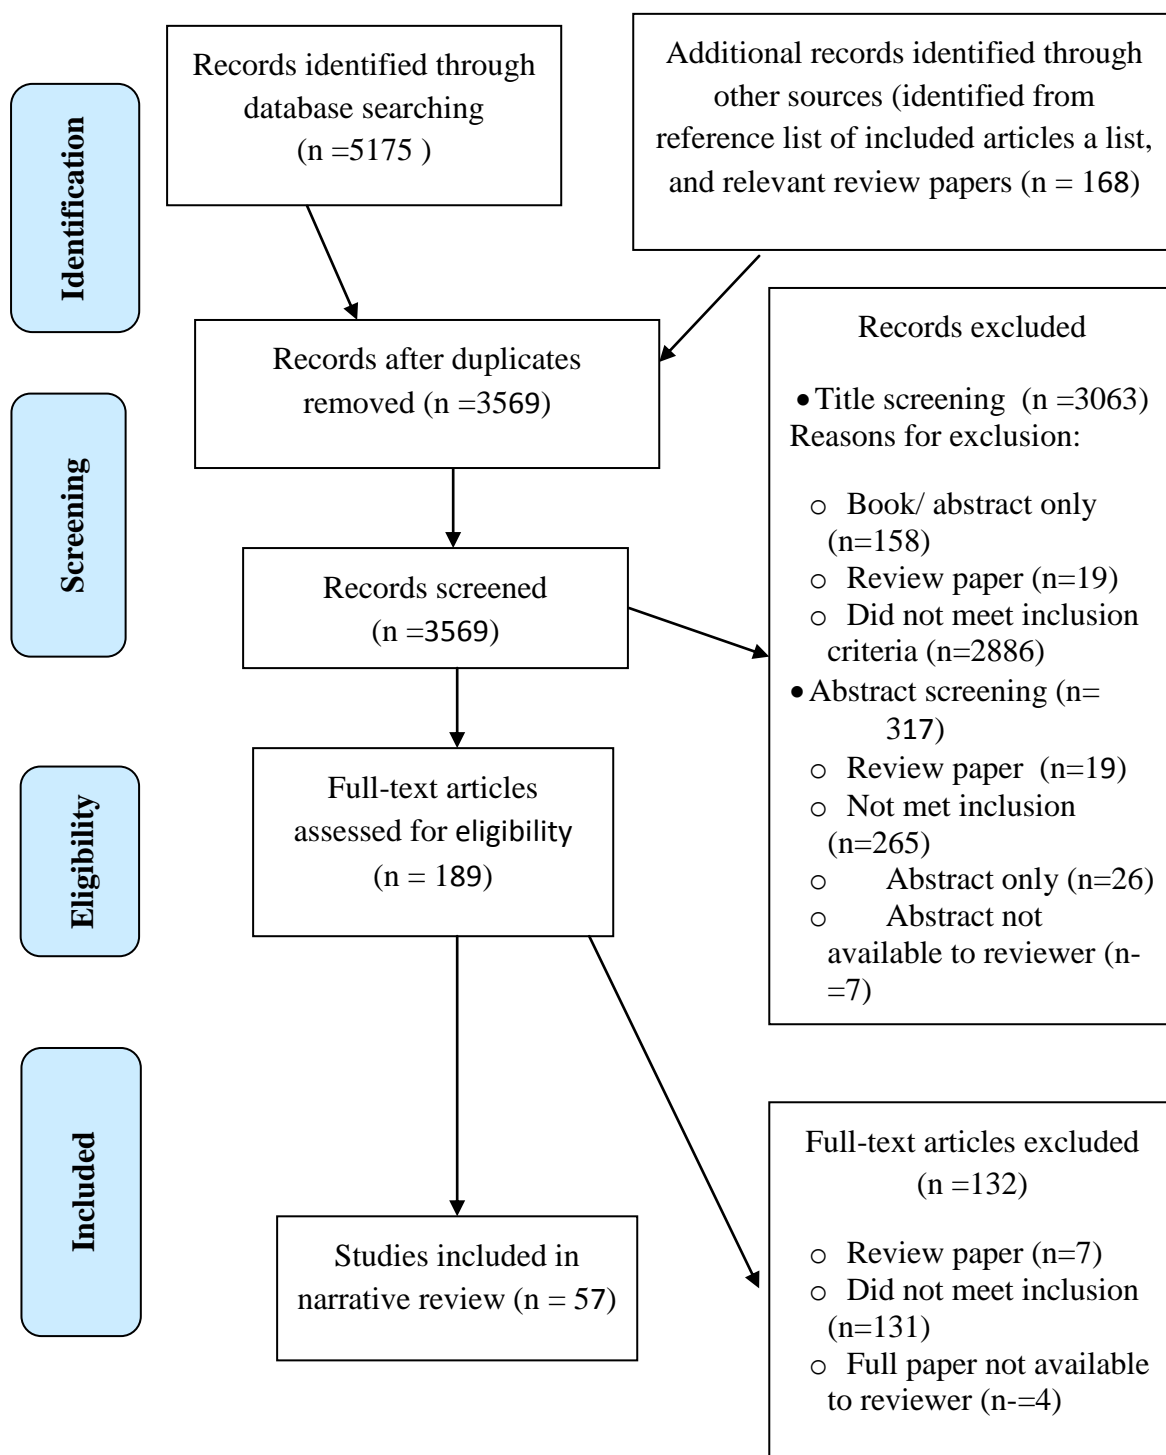 Records identified through
database searching
(n =5175 )
Additional records identified through
other sources (identified from
reference list of included articles a list,
and relevant review papers (n = 168)
Identification
Records after duplicates
removed (n =3569)
Records excluded
• Title screening (n =3063)
Reasons for exclusion:
o Book/ abstract only
(n=158)
o Review paper (n=19)
o Did not meet inclusion
criteria (n=2886)
• Abstract screening (n=
317)
o Review paper (n=19)
o Not met inclusion
(n=265)
o Abstract only (n=26)
o Abstract not
available to reviewer (n-
=7)
Screening
Records screened
(n =3569)
Eligibility
Full-text articles
assessed for eligibility
(n = 189)
Included
Studies included in
narrative review (n = 57)
Full-text articles excluded
(n =132)
o Review paper (n=7)
o Did not meet inclusion
(n=131)
o Full paper not available
to reviewer (n-=4)